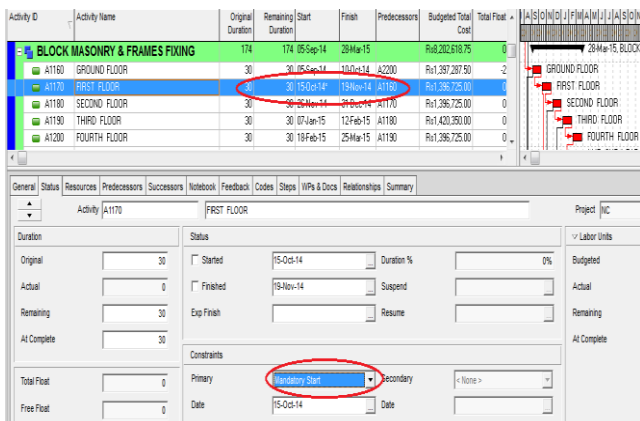 Activity ID Activity Name Original Duration Remaining Duration Start Finish Predecessors Budgeted Total Cost Total Float A S O N D J F M A M J J A S O N
BLOCK MASONRY & FRAMES FIXING 174 174 05-Sep-14 28-Mar-15 Rs8,202,618.75 0 28-Mar-15, BLOCK
A1160 GROUND FLOOR 30 30 05-Sep-14 10-Oct-14 A2200 Rs1,397,287.50 -2 GROUND FLOOR
A1170 FIRST FLOOR 30 30 15-Oct-14* 19-Nov-14 A1160 Rs1,396,725.00 0 FIRST FLOOR
A1180 SECOND FLOOR 30 30 26-Nov-14 31-Dec-14 A1170 Rs1,396,725.00 0 SECOND FLOOR
A1190 THIRD FLOOR 30 30 07-Jan-15 12-Feb-15 A1180 Rs1,420,350.00 0 THIRD FLOOR
A1200 FOURTH FLOOR 30 30 18-Feb-15 25-Mar-15 A1190 Rs1,396,725.00 0 FOURTH FLOOR
General Status Resources Predecessors Successors Notebook Feedback Codes Steps WPs & Docs Relationships Summary
Activity A1170 FIRST FLOOR Project NC
Duration Status Labor Units
Original 30 Started 15-Oct-14 ... Duration % 0% Budgeted
Actual 0 Finished 19-Nov-14 ... Suspend ... Actual
Remaining 30 Exp Finish ... Resume ... Remaining
At Complete 30 At Complete
Constraints
Total Float 0 Primary Mandatory Start Secondary < None >
Free Float 0 Date 15-Oct-14 ... Date ...